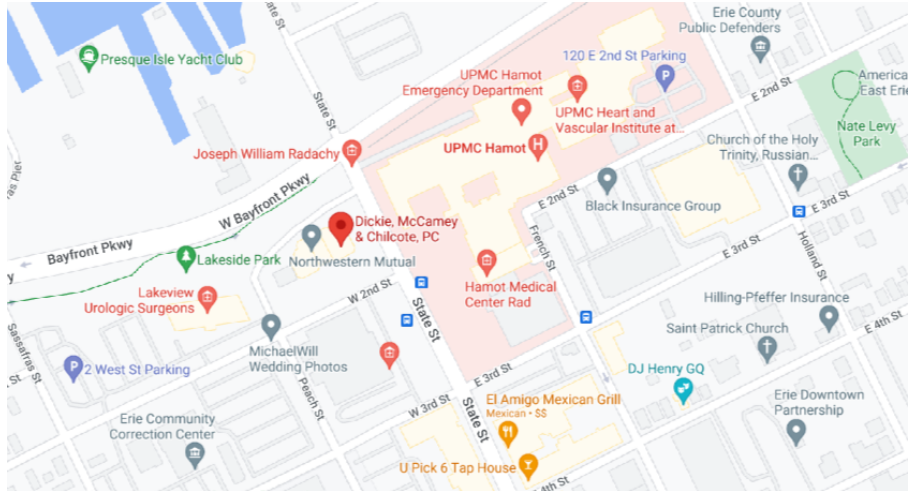 Erie County
Public Defenders
Presque Isle Yacht Club
120 E 2nd St Parking
P
E 2nd St
America
East Erie
UPMC Hamot
Emergency Department
UPMC Heart and
Vascular Institute at...
State St
State St
Nate Levy
Park
Church of the Holy
Trinity, Russian...
Joseph William Radachy
UPMC Hamot
H
W Bayfront Pkwy
Bayfront Pkwy
E 2nd St
Black Insurance Group
E 3rd St
Dickie, McCamey
& Chilcote, PC
Northwestern Mutual
Lakeside Park
French St
E 3rd St
Holland St
Hamot Medical
Center Rad
Lakeview
Urologic Surgeons
W 2nd St
State St
Hilling-Pfeffer Insurance
Saint Patrick Church
E 4th St
Sassafras St
MichaelWill
Wedding Photos
P
2 West St Parking
E 3rd St
DJ Henry GQ
Peach St
W 3rd St
El Amigo Mexican Grill
Mexican • $$
Erie Downtown
Partnership
Erie Community
Correction Center
State St
U Pick 6 Tap House
4th St